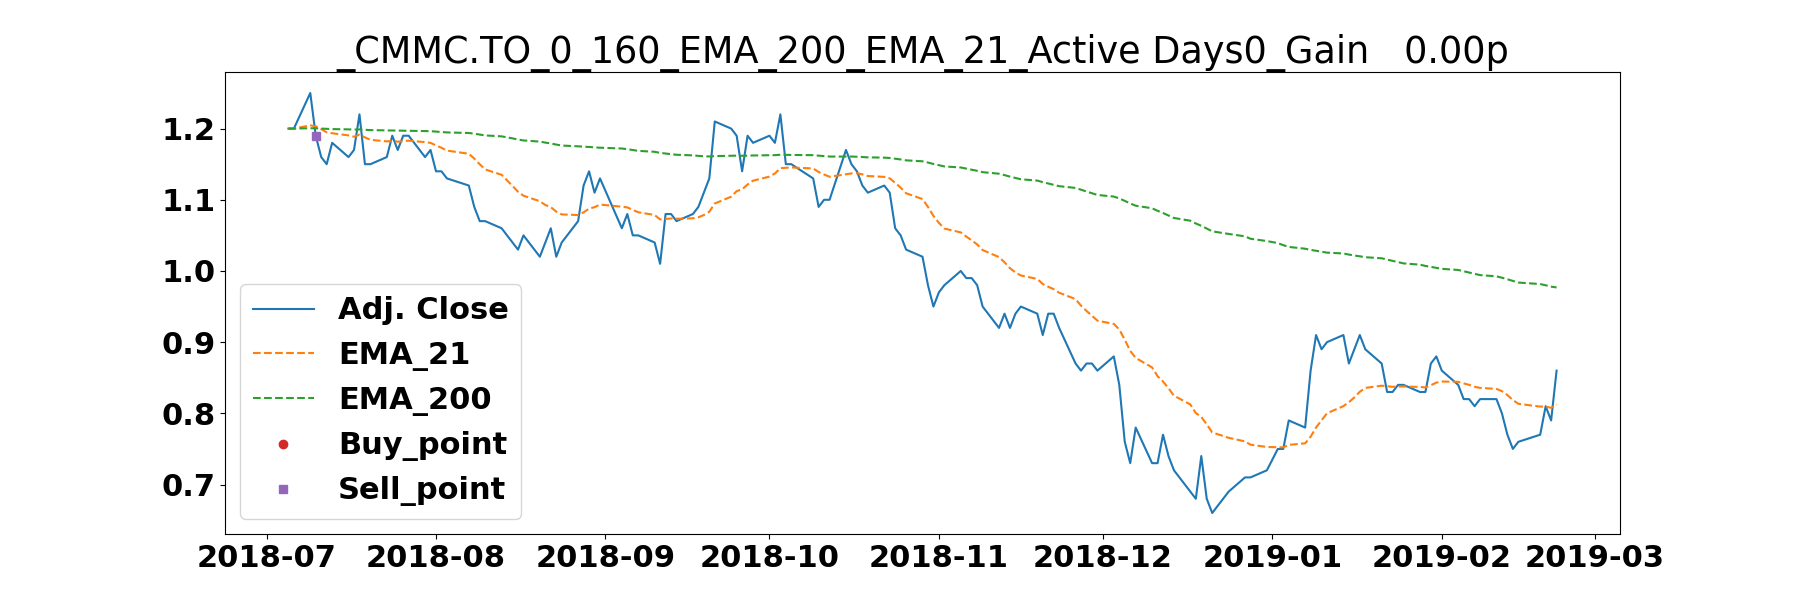 _CMMC.TO_0_160_EMA_200_EMA_21_Active Days0_Gain   0.00p
1.2
1.1
1.0
0.9
0.8
0.7
Adj. Close
EMA_21
EMA_200
Buy_point
Sell_point
2018-07 2018-08 2018-09 2018-10 2018-11 2018-12 2019-01 2019-02 2019-03